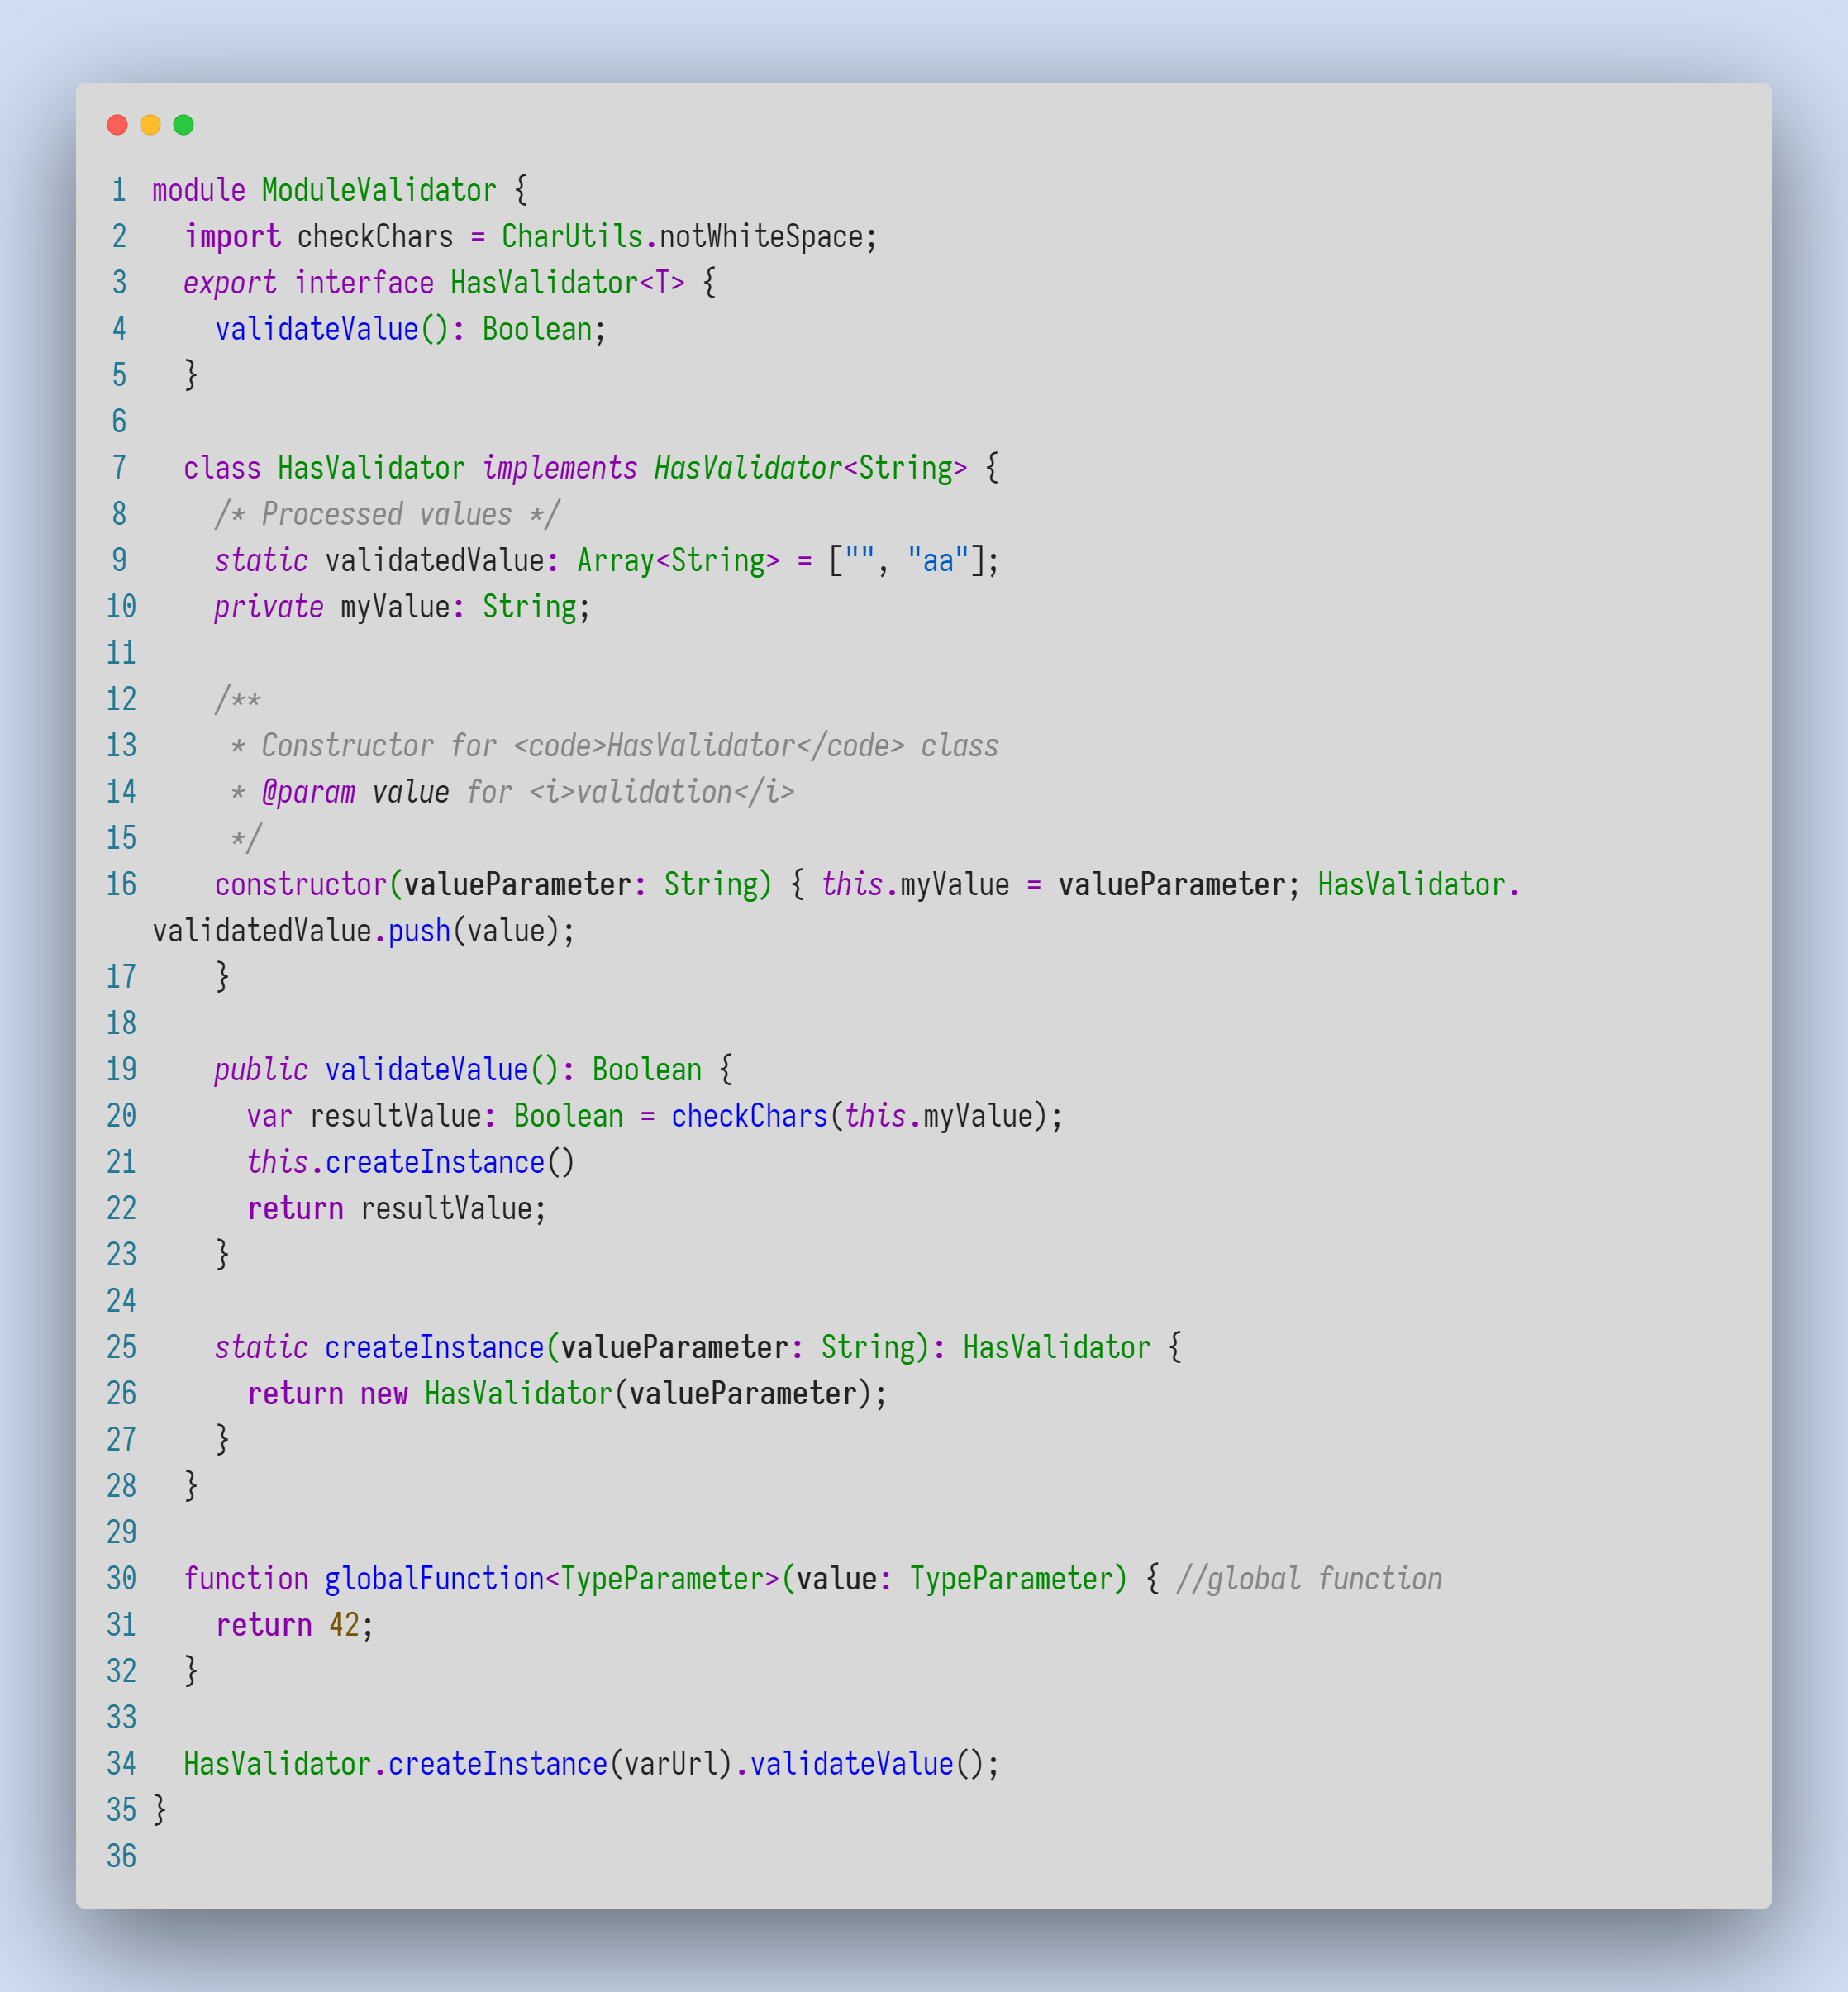 1 module ModuleValidator {
2   import checkChars = CharUtils.notWhiteSpace;
3   export interface HasValidator<T> {
4     validateValue(): Boolean;
5   }
6
7   class HasValidator implements HasValidator<String> {
8     /* Processed values */
9     static validatedValue: Array<String> = ["", "aa"];
10     private myValue: String;
11
12     /**
13      * Constructor for <code>HasValidator</code> class
14      * @param value for <i>validation</i>
15      */
16     constructor(valueParameter: String) { this.myValue = valueParameter; HasValidator.
validatedValue.push(value);
17     }
18
19     public validateValue(): Boolean {
20       var resultValue: Boolean = checkChars(this.myValue);
21       this.createInstance()
22       return resultValue;
23     }
24
25     static createInstance(valueParameter: String): HasValidator {
26       return new HasValidator(valueParameter);
27     }
28   }
29
30   function globalFunction<TypeParameter>(value: TypeParameter) { //global function
31     return 42;
32   }
33
34   HasValidator.createInstance(varUrl).validateValue();
35 }
36